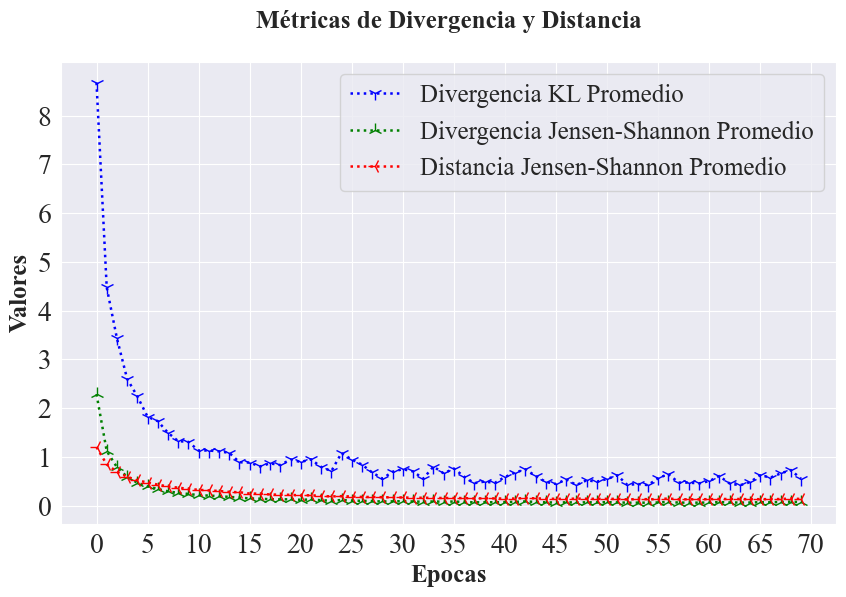 Métricas de Divergencia y Distancia
Divergencia KL Promedio
Divergencia Jensen-Shannon Promedio
Distancia Jensen-Shannon Promedio
Valores
8
7
6
5
4
3
2
1
0
0 5 10 15 20 25 30 35 40 45 50 55 60 65 70
Epocas